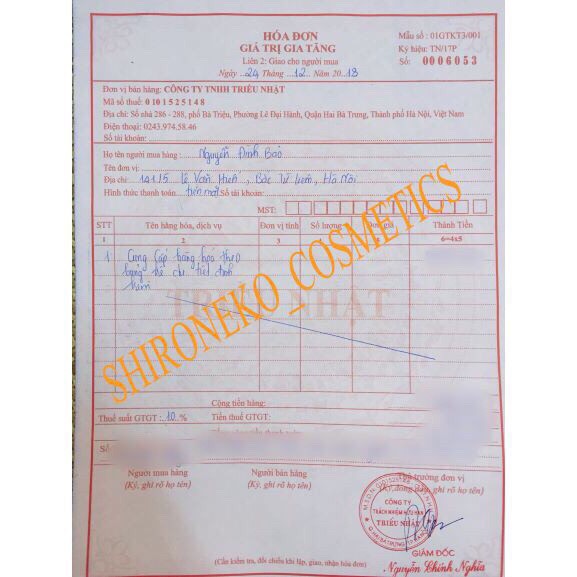 HÓA ĐƠN
GIÁ TRỊ GIA TĂNG
Liên 2: Giao cho người mua
Ngày 24 Tháng 12 Năm 2018
Mẫu số: 01GTKT3/001
Ký hiệu: TN/17P
Số: 0006053
Đơn vị bán hàng: CÔNG TY TNHH TRIỀU NHẬT
Mã số thuế: 0101525148
Địa chỉ: Số nhà 286 - 288, phố Bà Triệu, Phường Lê Đại Hành, Quận Hai Bà Trưng, Thành phố Hà Nội, Việt Nam
Điện thoại: 0243.974.58.46
Số tài khoản:
Họ tên người mua hàng: Nguyễn Đình Bảo
Tên đơn vị:
Địa chỉ: Lê Văn Hiến, Bắc Từ Liêm, Hà Nội
Hình thức thanh toán: tiền mặt Số tài khoản:
MST:
STT Tên hàng hóa, dịch vụ Đơn vị tính Số lượng Đơn giá Thành Tiền
1 2 3 6=4x5
1 Cung cấp hàng hóa theo
bảng kê chi tiết đính
kèm
TRIỀU NHẬT
SHIRONEKO_COSMETICS
Cộng tiền hàng:
Thuế suất GTGT: 10 % Tiền thuế GTGT:
Số
Người mua hàng Người bán hàng Thủ trưởng đơn vị
(Ký, ghi rõ họ tên) (Ký, ghi rõ họ tên) (Ký, đóng dấu, ghi rõ họ tên)
CÔNG TY
TRÁCH NHIỆM HỮU HẠN
TRIỀU NHẬT
GIÁM ĐỐC
Nguyễn Chính Nghĩa
(Cần kiểm tra, đối chiếu khi lập, giao, nhận hóa đơn)